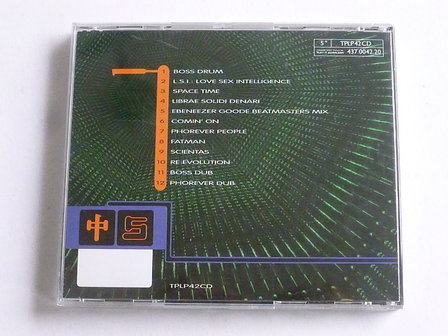 5" TPLP42CD
437.0042.20
1 BOSS DRUM
2 L.S.I.: LOVE SEX INTELLIGENCE
3 SPACE TIME
4 LIBRAE SOLIDI DENARI
5 EBENEEZER GOODE BEATMASTERS MIX
6 COMIN' ON
7 PHOREVER PEOPLE
8 FATMAN
9 SCIENTAS
10 RE:EVOLUTION
11 BOSS DUB
12 PHOREVER DUB
TPLP42CD